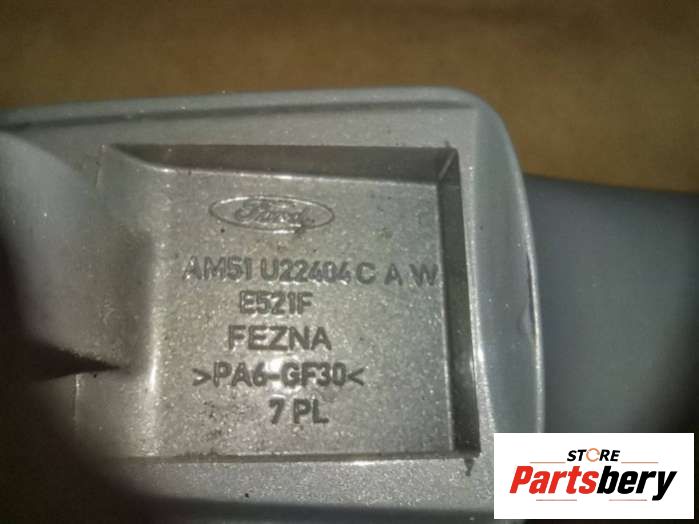 Ford
AM51 U22404 C A W
E521F
FEZNA
>PA6-GF30<
7 PL
STORE
Partsbery